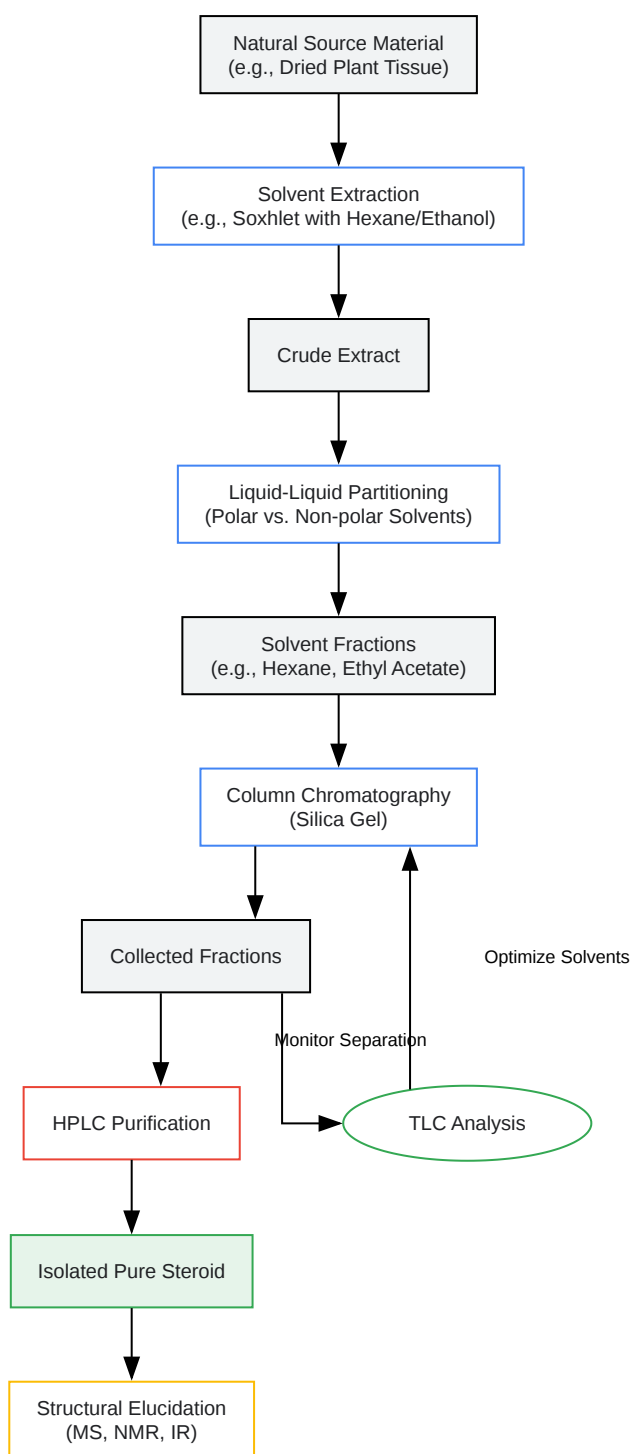 Natural Source Material
(e.g., Dried Plant Tissue)
Solvent Extraction
(e.g., Soxhlet with Hexane/Ethanol)
Crude Extract
Liquid-Liquid Partitioning
(Polar vs. Non-polar Solvents)
Solvent Fractions
(e.g., Hexane, Ethyl Acetate)
Column Chromatography
(Silica Gel)
Collected Fractions
Optimize Solvents
Monitor Separation
HPLC Purification
TLC Analysis
Isolated Pure Steroid
Structural Elucidation
(MS, NMR, IR)